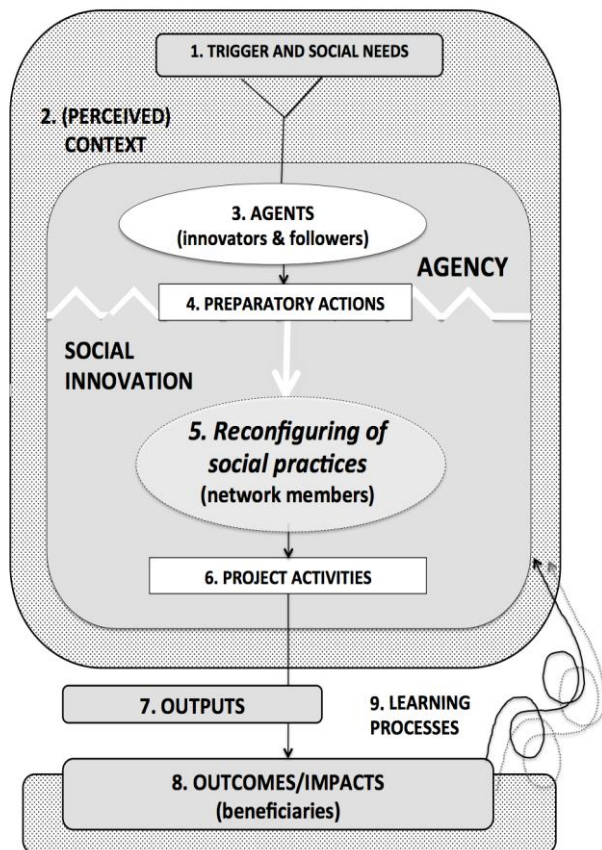 1. TRIGGER AND SOCIAL NEEDS
2. (PERCEIVED)
CONTEXT
3. AGENTS
(innovators & followers)
AGENCY
4. PREPARATORY ACTIONS
SOCIAL
INNOVATION
5. Reconfiguring of
social practices
(network members)
6. PROJECT ACTIVITIES
7. OUTPUTS
9. LEARNING
PROCESSES
8. OUTCOMES/IMPACTS
(beneficiaries)